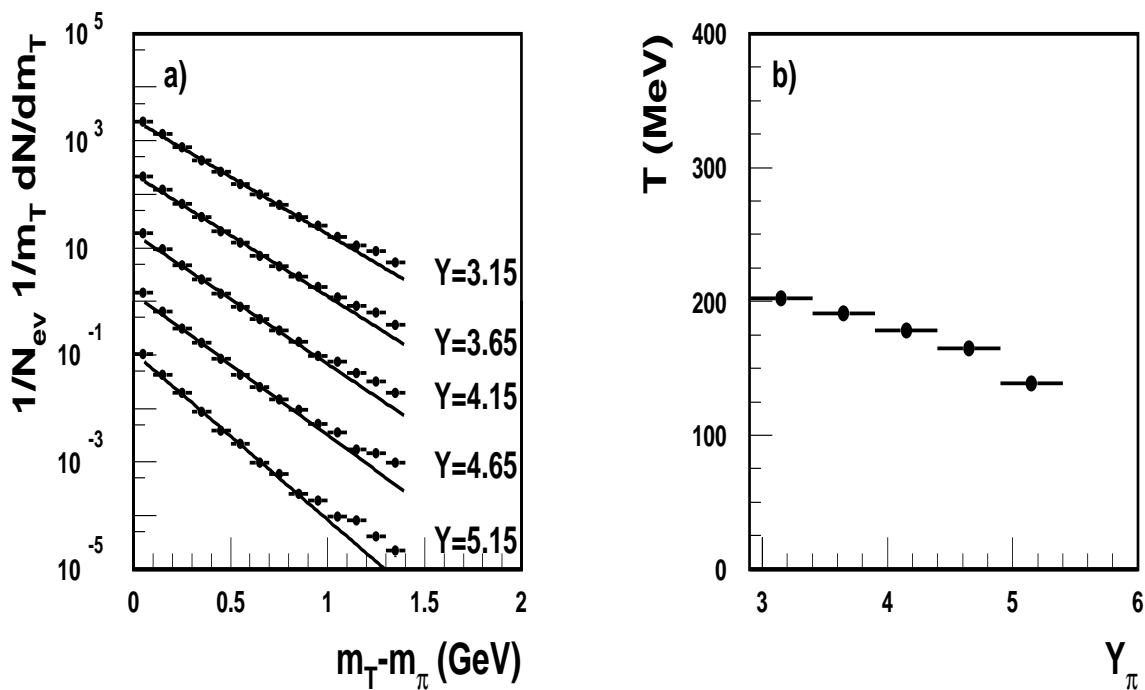 1/N_ev 1/m_T dN/dm_T
10^5
10^3
10
10^-1
10^-3
10^-5
a)
Y=3.15
Y=3.65
Y=4.15
Y=4.65
Y=5.15
0 0.5 1 1.5 2
m_T-m_π (GeV)
T (MeV)
400
300
200
100
0
b)
3 4 5 6
Y_π